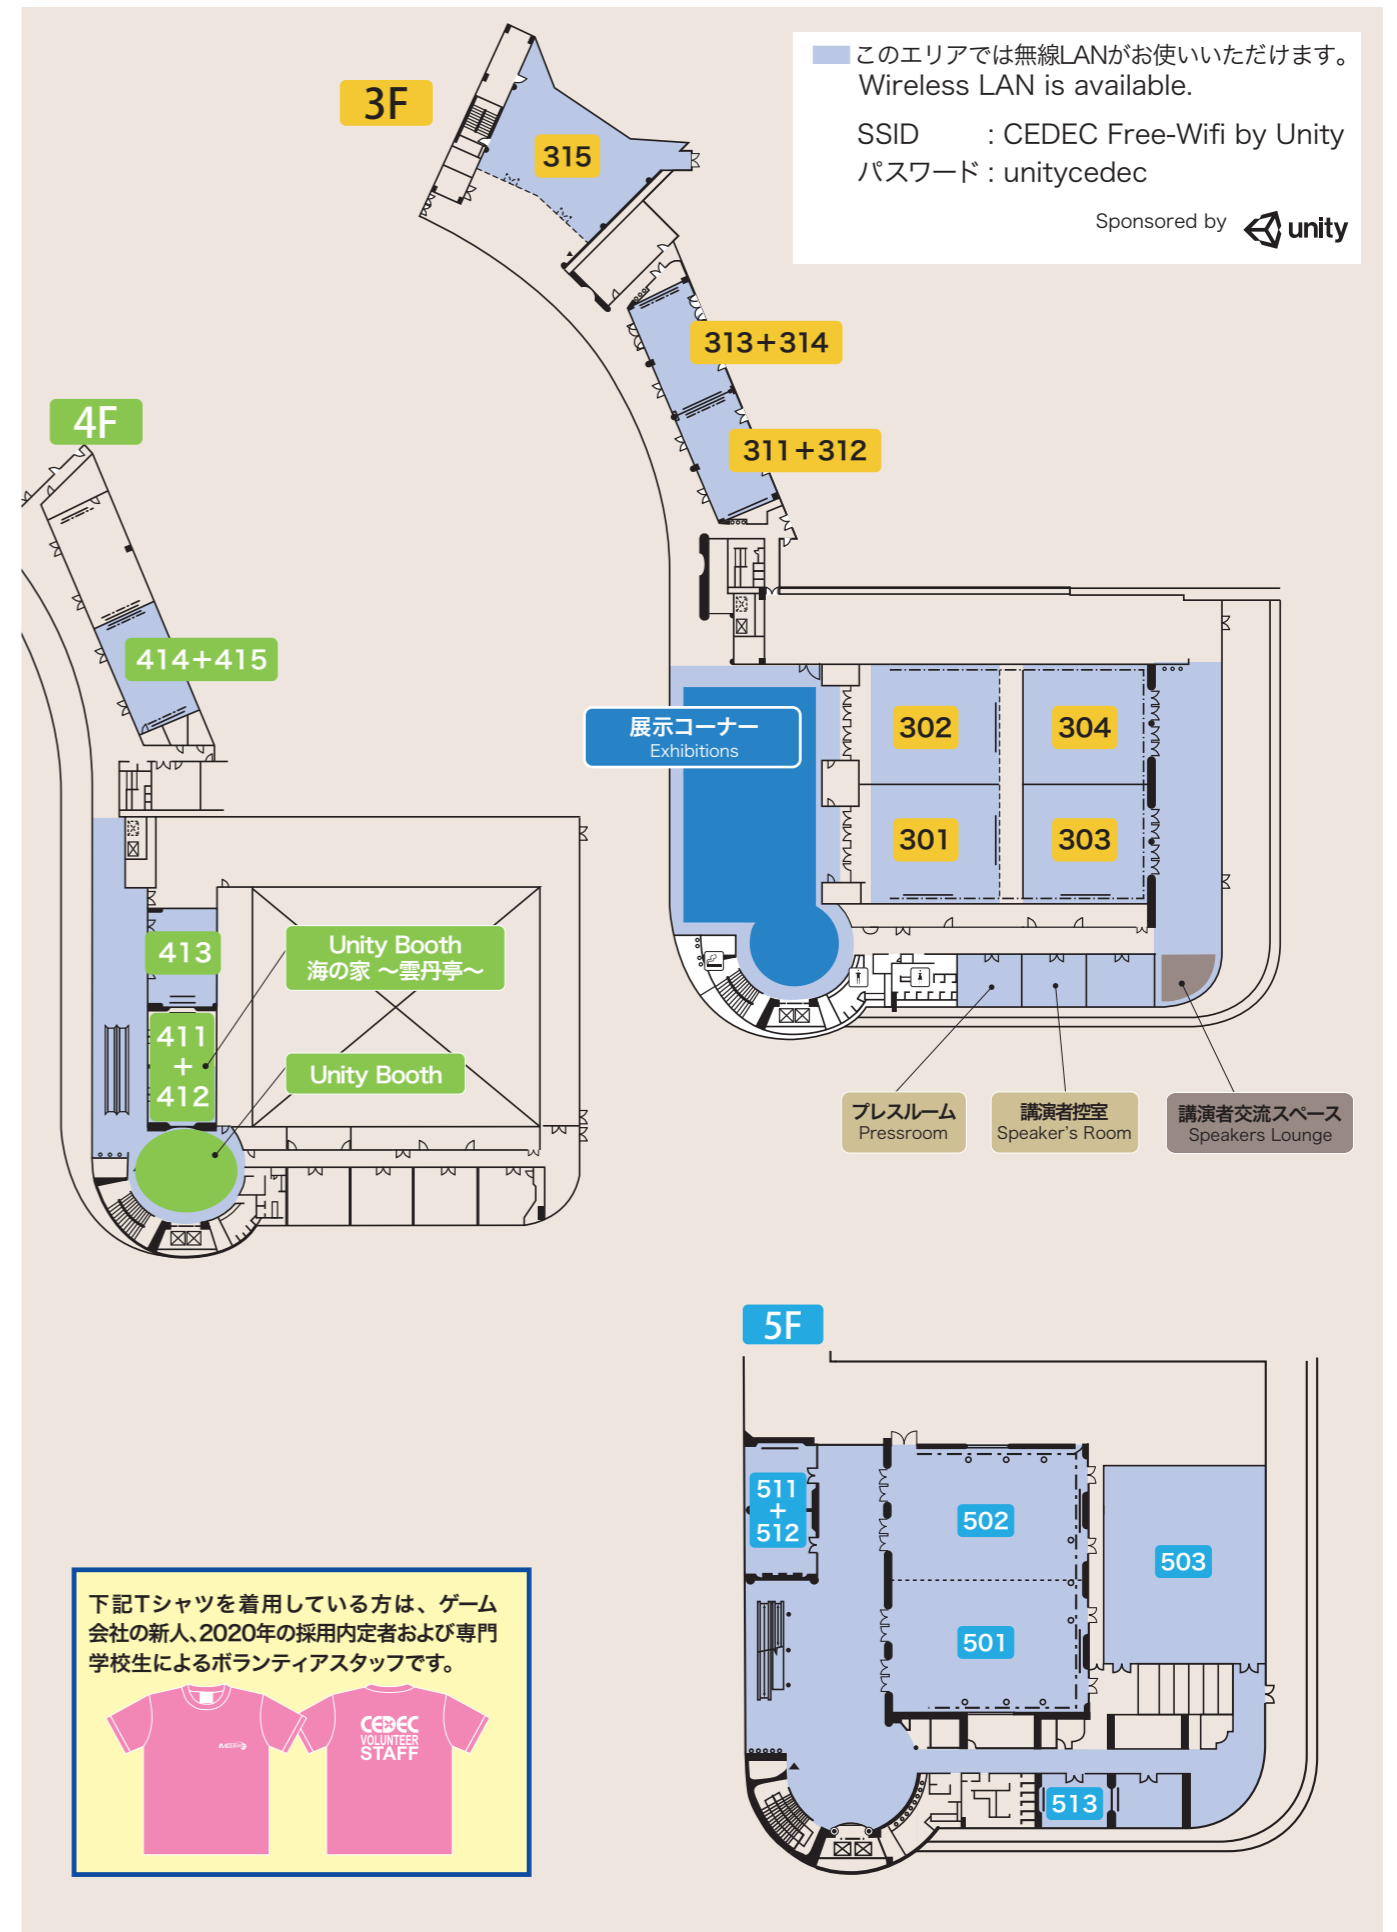 このエリアでは無線LANがお使いいただけます。
Wireless LAN is available.
SSID : CEDEC Free-Wifi by Unity
パスワード : unitycedec
Sponsored by unity
3F
315
313+314
311+312
展示コーナー
Exhibitions
302
304
301
303
プレスルーム
Pressroom
講演者控室
Speaker's Room
講演者交流スペース
Speakers Lounge
4F
414+415
413
Unity Booth
海の家 〜雲丹亭〜
411
+
412
Unity Booth
5F
511
+
512
502
503
501
513
下記Tシャツを着用している方は、ゲーム
会社の新人、2020年の採用内定者および専門
学校生によるボランティアスタッフです。
CEDEC
VOLUNTEER
STAFF